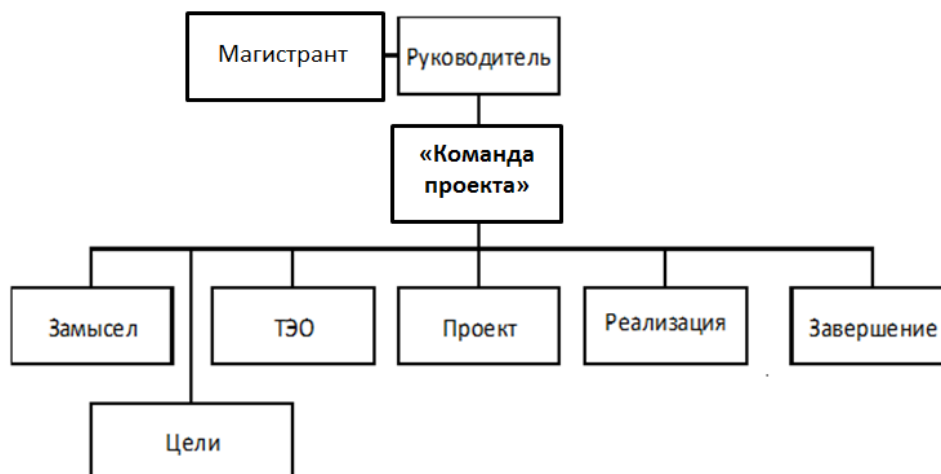 Магистрант
Руководитель
«Команда
проекта»
Замысел
ТЭО
Проект
Реализация
Завершение
Цели